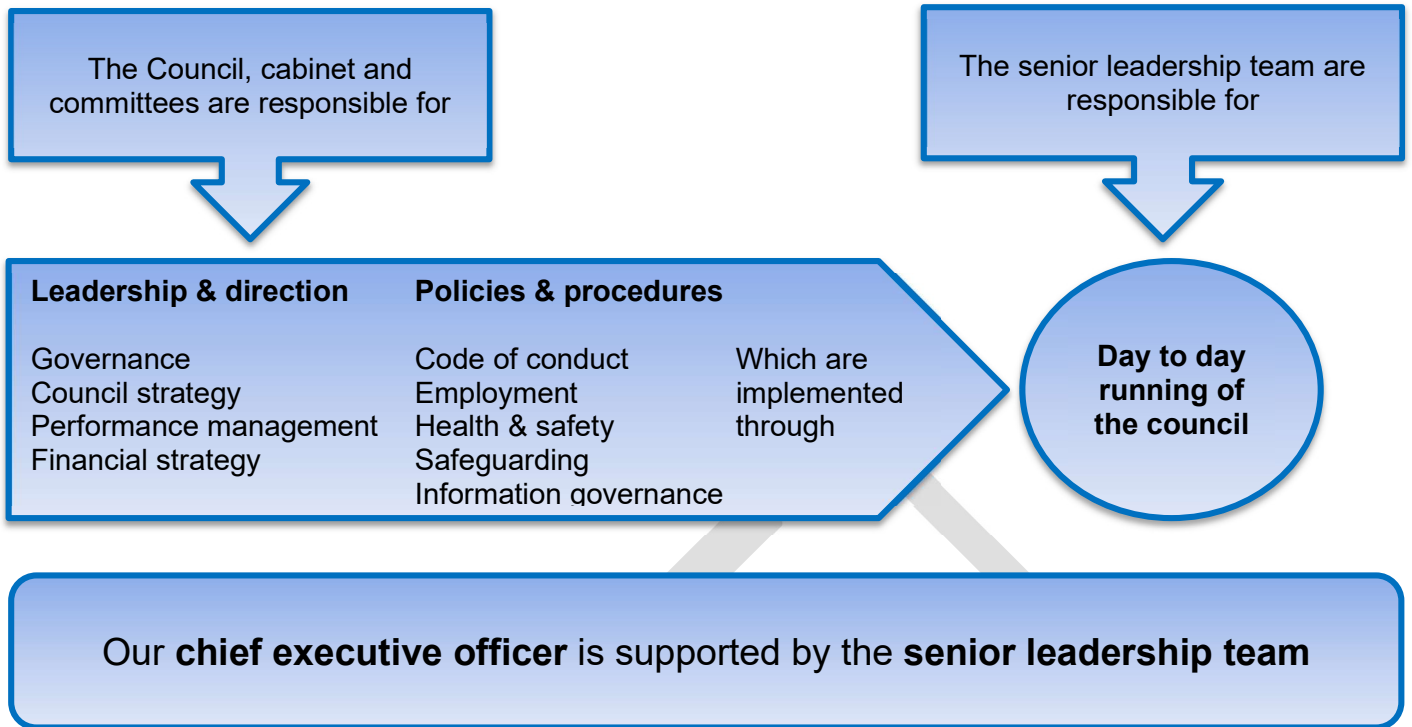 The Council, cabinet and
committees are responsible for
The senior leadership team are
responsible for
Leadership & direction
Governance
Council strategy
Performance management
Financial strategy
Policies & procedures
Code of conduct
Employment
Health & safety
Safeguarding
Information governance
Which are
implemented
through
Day to day
running of
the council
Our chief executive officer is supported by the senior leadership team